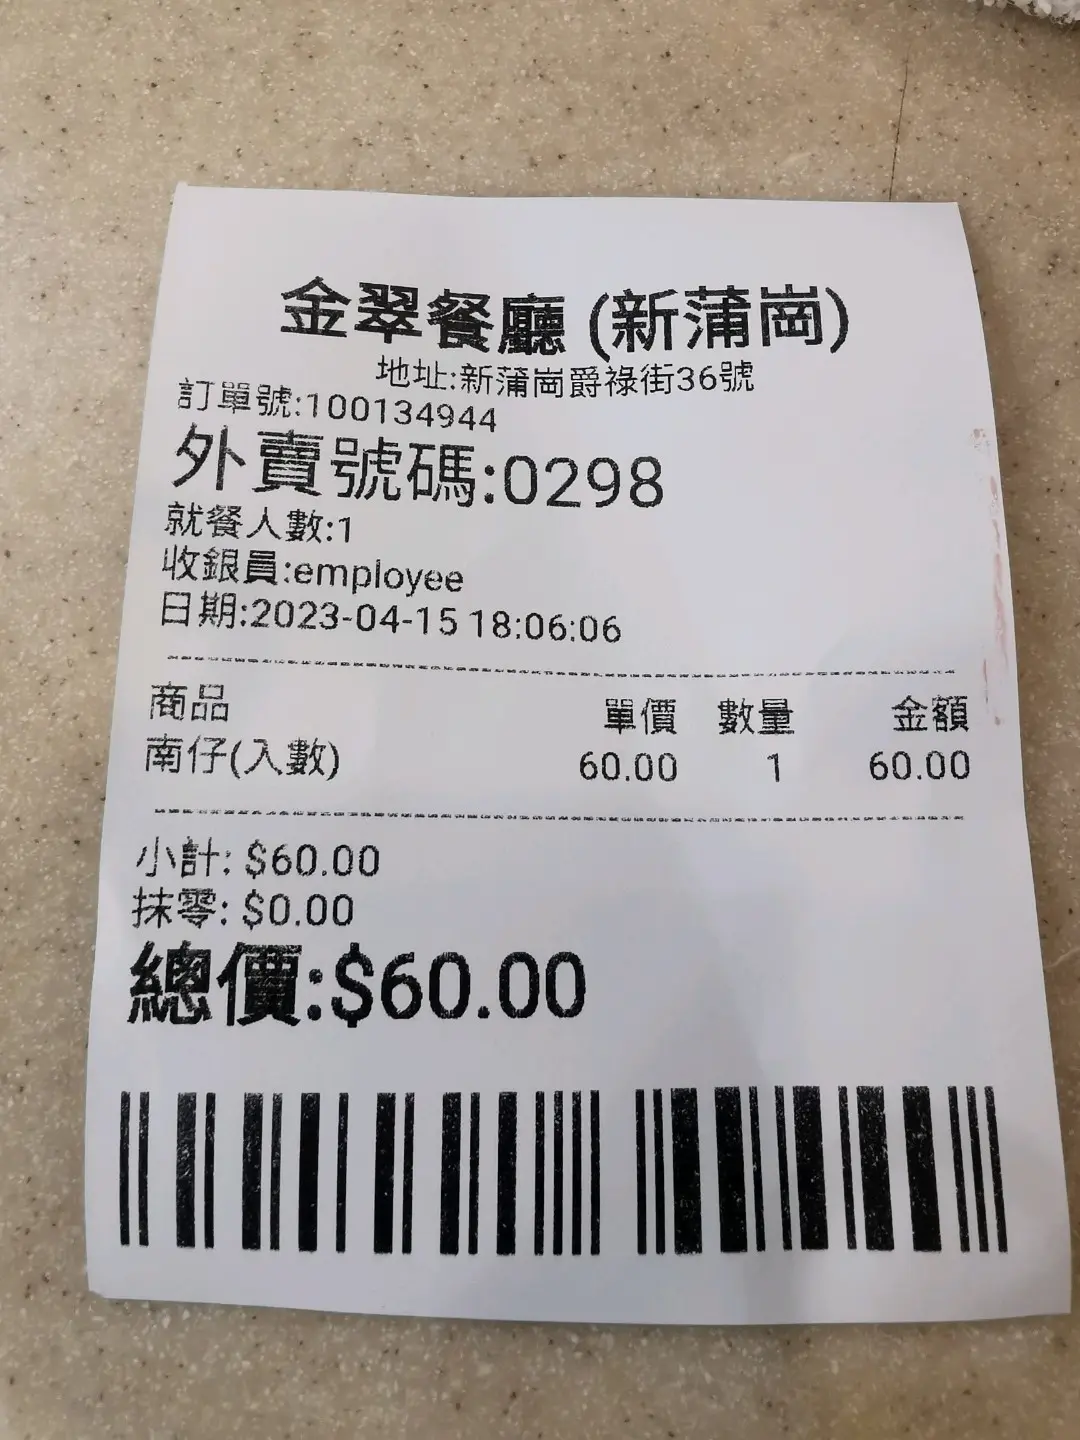 金翠餐廳 (新蒲崗)
地址:新蒲崗爵祿街36號
訂單號:100134944
外賣號碼:0298
就餐人數:1
收銀員:employee
日期:2023-04-15 18:06:06
商品 單價 數量 金額
南仔(入數) 60.00 1 60.00
小計: $60.00
抹零: $0.00
總價:$60.00